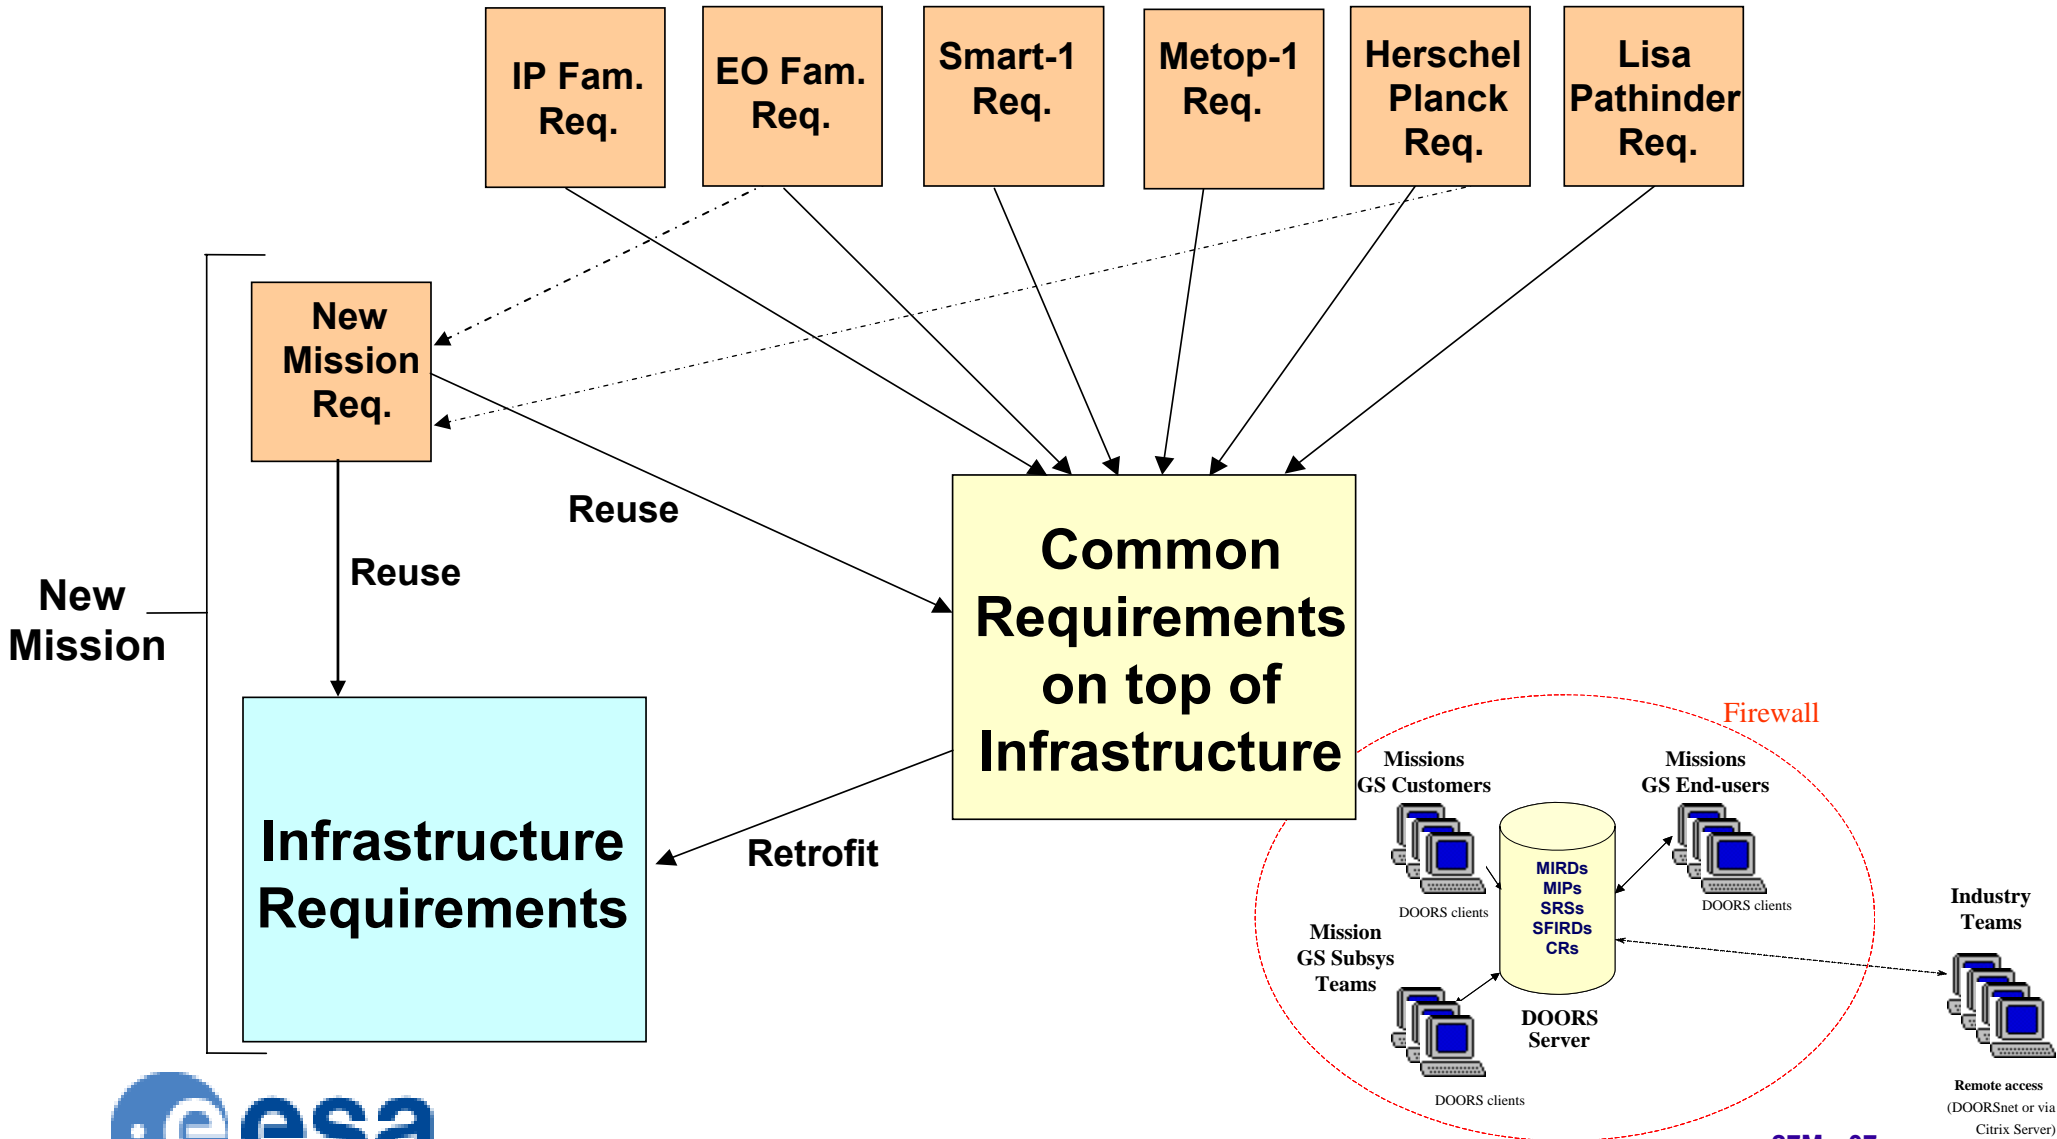 IP Fam.
Req.
EO Fam.
Req.
Smart-1
Req.
Metop-1
Req.
Herschel
Planck
Req.
Lisa
Pathinder
Req.
New
Mission
Req.
Reuse
Reuse
New
Mission
Common
Requirements
on top of
Infrastructure
Infrastructure
Requirements
Retrofit
Firewall
Missions
GS Customers
Missions
GS End-users
DOORS clients
DOORS clients
MIRDs
MIPs
SRSs
SFIRDs
CRs
Mission
GS Subsys
Teams
DOORS
Server
DOORS clients
Industry
Teams
Remote access
(DOORSnet or via
Citrix Server)
esa